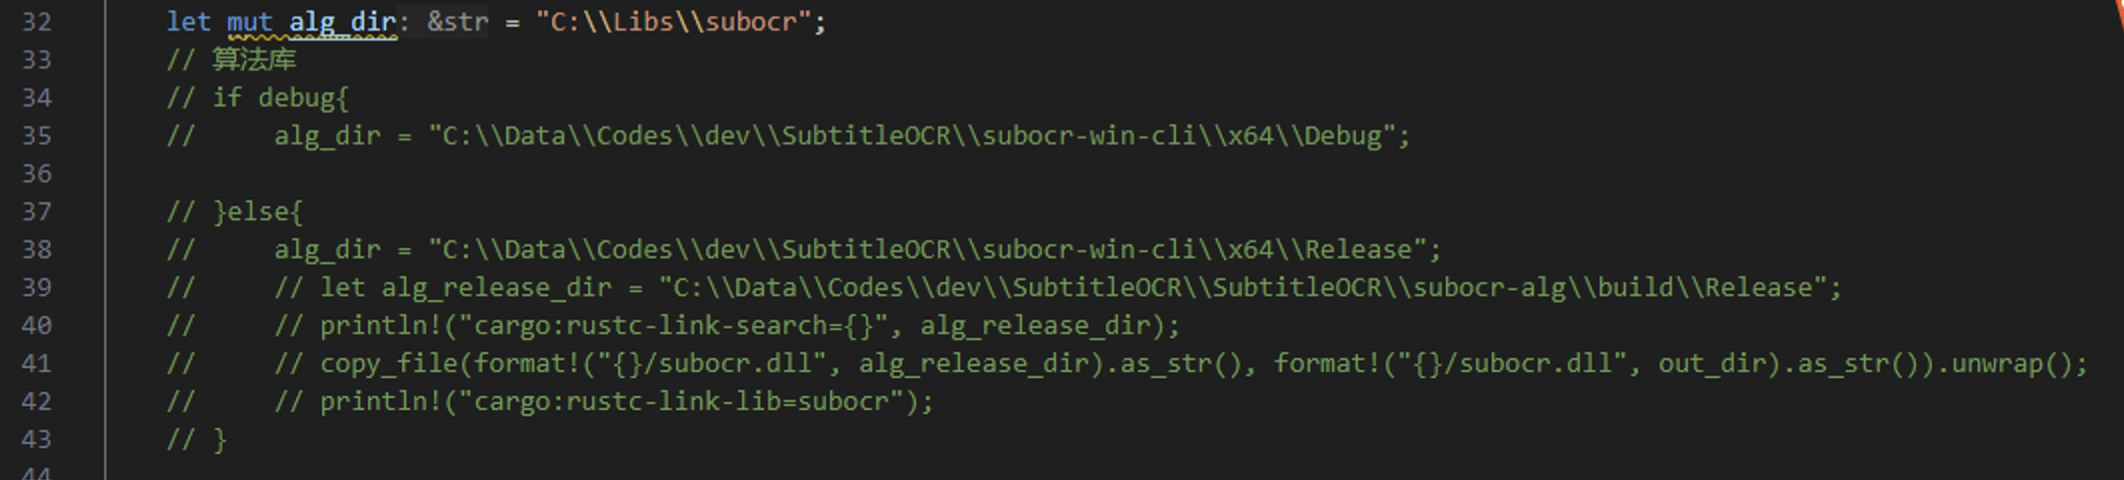 32 let mut alg_dir: &str = "C:\\Libs\\subocr";
33 // 算法库
34 // if debug{
35 //     alg_dir = "C:\\Data\\Codes\\dev\\SubtitleOCR\\subocr-win-cli\\x64\\Debug";
36
37 // }else{
38 //     alg_dir = "C:\\Data\\Codes\\dev\\SubtitleOCR\\subocr-win-cli\\x64\\Release";
39 //     // let alg_release_dir = "C:\\Data\\Codes\\dev\\SubtitleOCR\\SubtitleOCR\\subocr-alg\\build\\Release";
40 //     // println!("cargo:rustc-link-search={}", alg_release_dir);
41 //     // copy_file(format!("{}/subocr.dll", alg_release_dir).as_str(), format!("{}/subocr.dll", out_dir).as_str()).unwrap();
42 //     // println!("cargo:rustc-link-lib=subocr");
43 // }
44